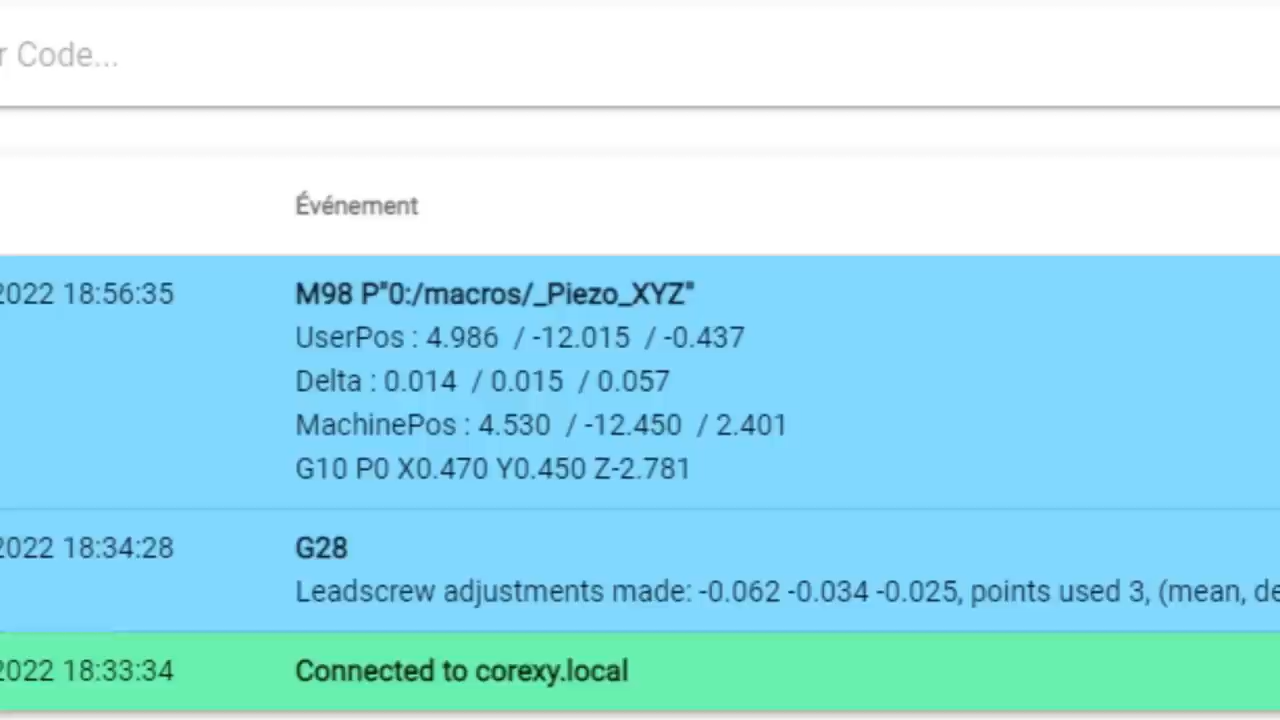 r Code...
Événement
2022 18:56:35 M98 P"0:/macros/_Piezo_XYZ"
UserPos : 4.986 / -12.015 / -0.437
Delta : 0.014 / 0.015 / 0.057
MachinePos : 4.530 / -12.450 / 2.401
G10 P0 X0.470 Y0.450 Z-2.781
2022 18:34:28 G28
Leadscrew adjustments made: -0.062 -0.034 -0.025, points used 3, (mean, de
2022 18:33:34 Connected to corexy.local